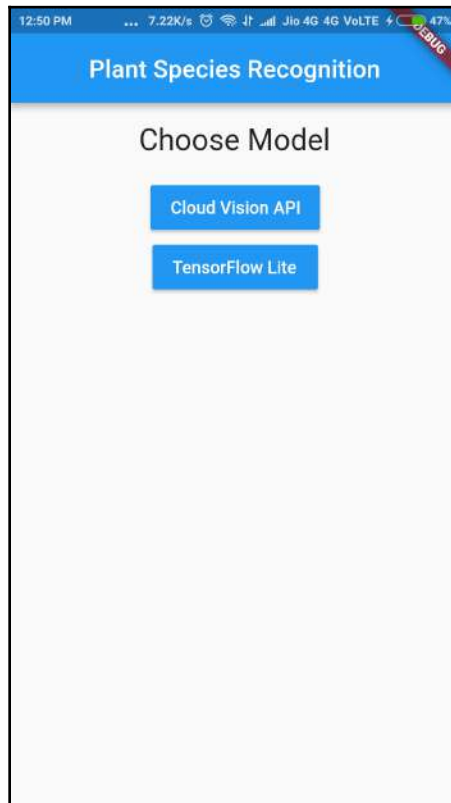 12:50 PM ... 7.22K/s Jio 4G 4G VoLTE 47%
DEBUG
Plant Species Recognition
Choose Model
Cloud Vision API
TensorFlow Lite